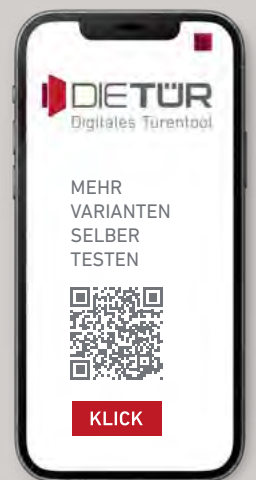 DIETÜR
Digitales Türentool
MEHR
VARIANTEN
SELBER
TESTEN
KLICK